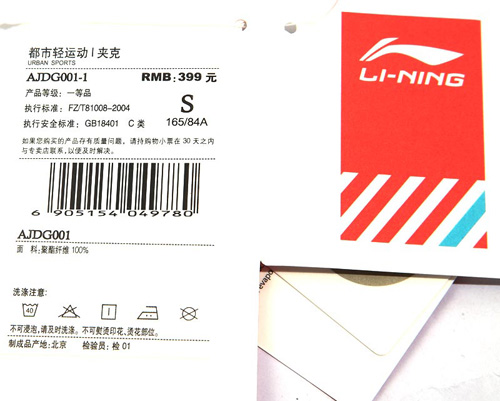 都市轻运动 | 夹克
URBAN SPORTS
AJDG001-1 RMB: 399 元
产品等级: 一等品
执行标准: FZ/T81008-2004
执行安全标准: GB18401 C 类
S
165/84A
如果您购买的产品存有质量问题, 请持购物小票在 30 天之内
与专卖店联系, 以便及时解决。
6 905154 049780
AJDG001
面 料: 聚酯纤维 100%
洗涤注意:
40
不可浸泡, 请及时洗涤。不可熨烫印花、烫花部位。
制成品产地: 北京 检验员: 检 01
LI-NING
evapo